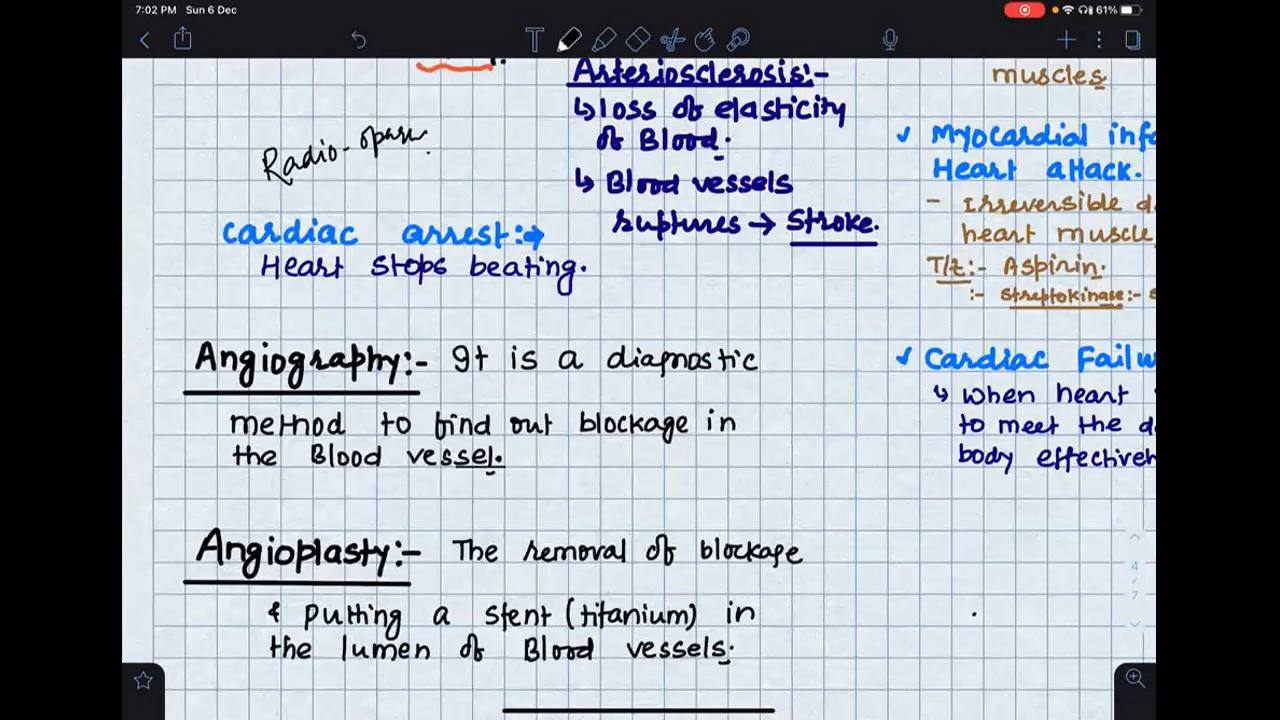 7:02 PM Sun 6 Dec
61%
Arteriosclerosis:-
↳ loss of elasticity
of Blood.
↳ Blood vessels
ruptures → Stroke.
Radio-opaque
Cardiac arrest:→
Heart stops beating.
Angiography:- It is a diagnostic
method to find out blockage in
the Blood vessel.
Angioplasty:- The removal of blockage
& putting a stent (titanium) in
the lumen of Blood vessels.
muscles
✓ Myocardial infa
Heart attack.
- Irreversible d
heart muscle
T/t:- Aspirin.
:- Streptokinase:- s
✓ Cardiac Failu
↳ When heart
to meet the d
body effectivel
4
/
7